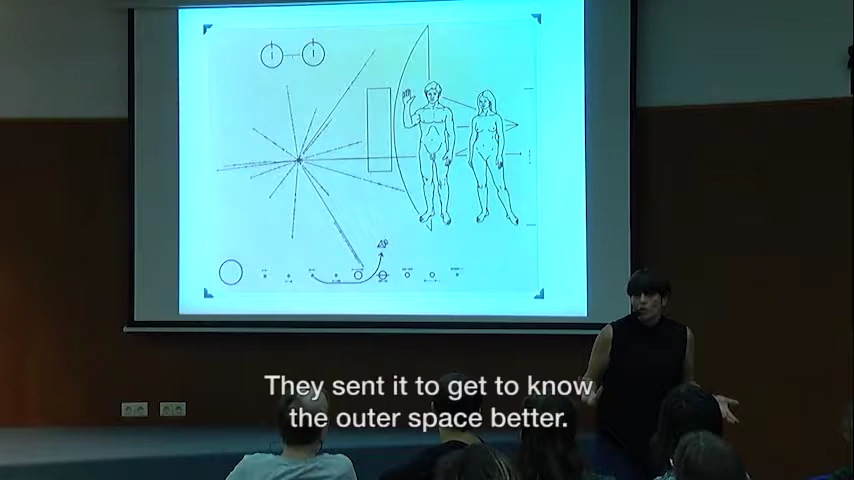 They sent it to get to know
the outer space better.